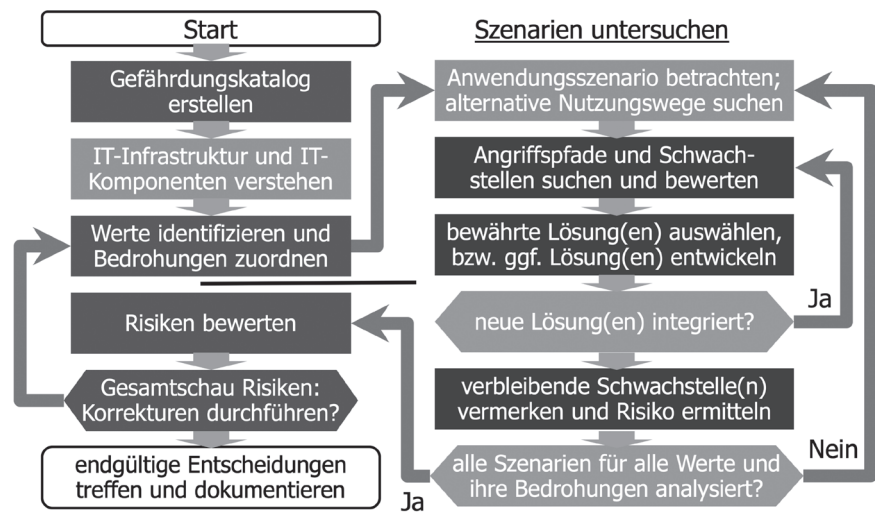 Start
Gefährdungskatalog
erstellen
IT-Infrastruktur und IT-
Komponenten verstehen
Werte identifizieren und
Bedrohungen zuordnen
Risiken bewerten
Gesamtschau Risiken:
Korrekturen durchführen?
endgültige Entscheidungen
treffen und dokumentieren
Szenarien untersuchen
Anwendungsszenario betrachten;
alternative Nutzungswege suchen
Angriffspfade und Schwach-
stellen suchen und bewerten
bewährte Lösung(en) auswählen,
bzw. ggf. Lösung(en) entwickeln
neue Lösung(en) integriert?
Ja
verbleibende Schwachstelle(n)
vermerken und Risiko ermitteln
alle Szenarien für alle Werte und
ihre Bedrohungen analysiert?
Nein
Ja